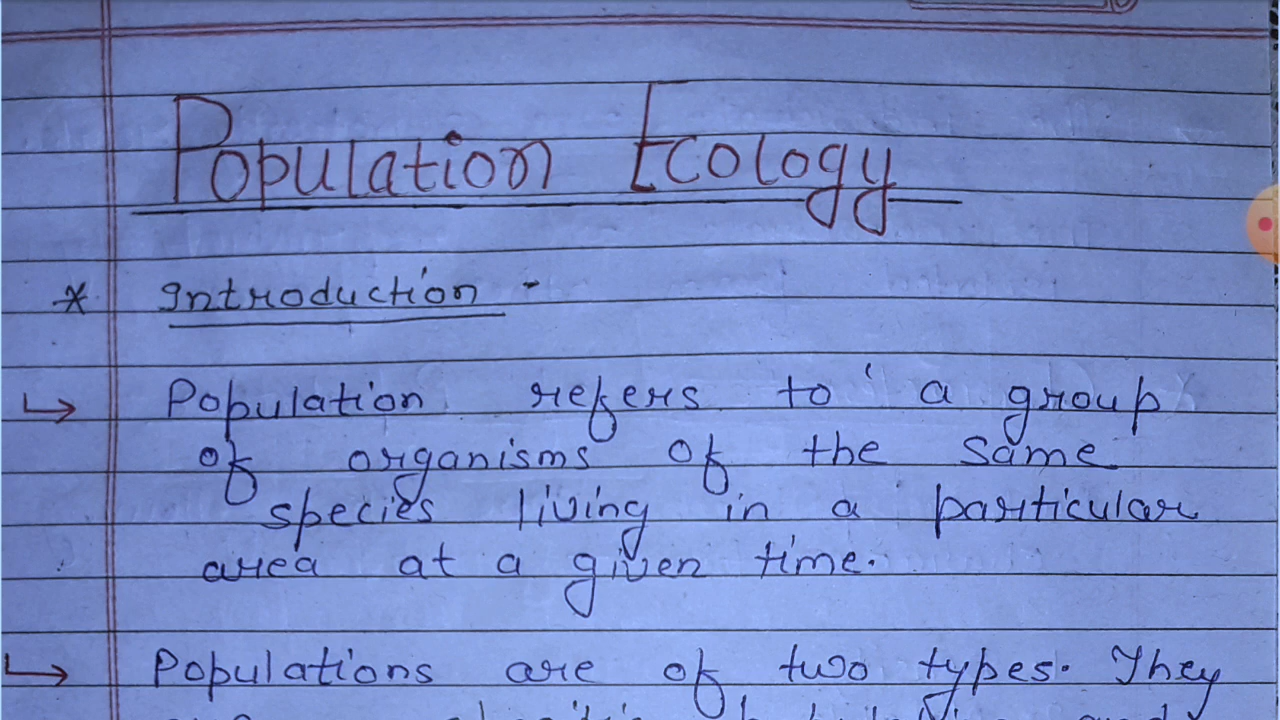 Population Ecology
* Introduction -
↳ Population refers to a group
of organisms of the same
species living in a particular
area at a given time.
↳ Populations are of two types. They